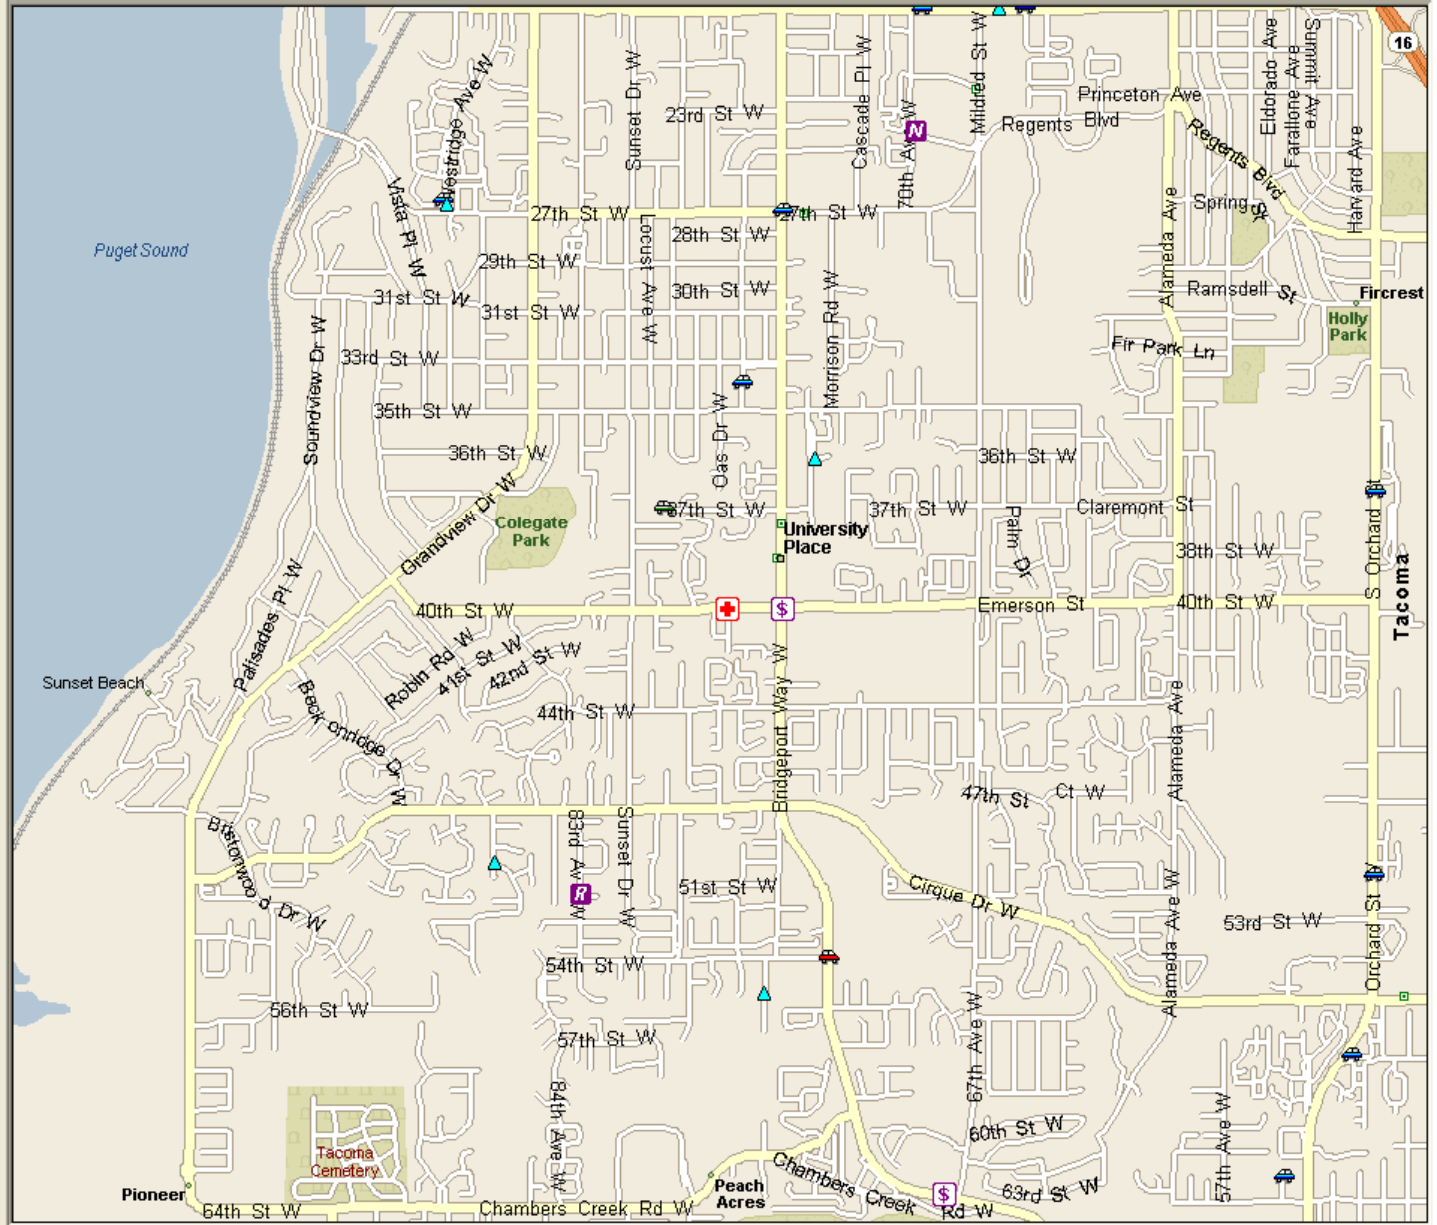 16
Westridge Ave W
Sunset Dr W
23rd St W
Cascade Pl W
70th Ave W
N
Mildred St W
Princeton Ave
Regents Blvd
Eldorado Ave
Farallone Ave
Summit Ave
Regents Blvd
Harvard Ave
Vista Pl W
27th St W
27th St W
Spring St
Locust Ave W
28th St W
Alameda Ave
Puget Sound
29th St W
31st St W
30th St W
31st St W
Morrison Rd W
Ramsdell St
Fircrest
Holly
Park
Soundview Dr W
33rd St W
Fir Park Ln
35th St W
Oas Dr W
36th St W
36th St W
Grandview Dr W
Colegate
Park
37th St W
37th St W
Claremont St
University
Place
Palm Dr
38th St W
S Orchard St
Tacoma
40th St W
$
Emerson St
40th St W
Palisades Pl W
Robin Rd W
41st St W
42nd St W
Sunset Beach
Beckonridge Dr W
44th St W
Bridgeport Way W
Alameda Ave
47th St Ct W
Bristonwood Dr W
83rd Av W
R
Sunset Dr W
51st St W
Cirque Dr W
Alameda Ave W
53rd St W
Orchard St W
54th St W
56th St W
57th St W
67th Ave W
84th Ave W
60th St W
57th Ave W
Tacoma
Cemetery
Chambers Creek Rd W
Peach
Acres
63rd St W
$
Pioneer
64th St W
Chambers Creek Rd W